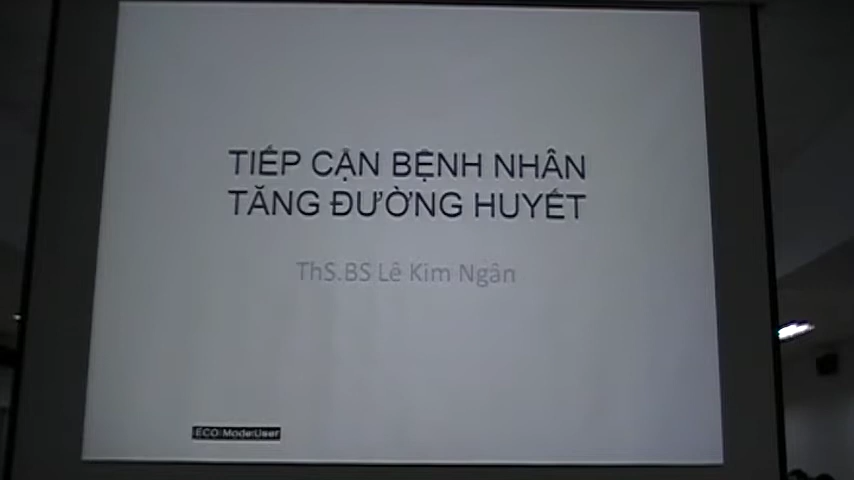 TIẾP CẬN BỆNH NHÂN
TĂNG ĐƯỜNG HUYẾT
ThS.BS Lê Kim Ngân
ECO Mode:User